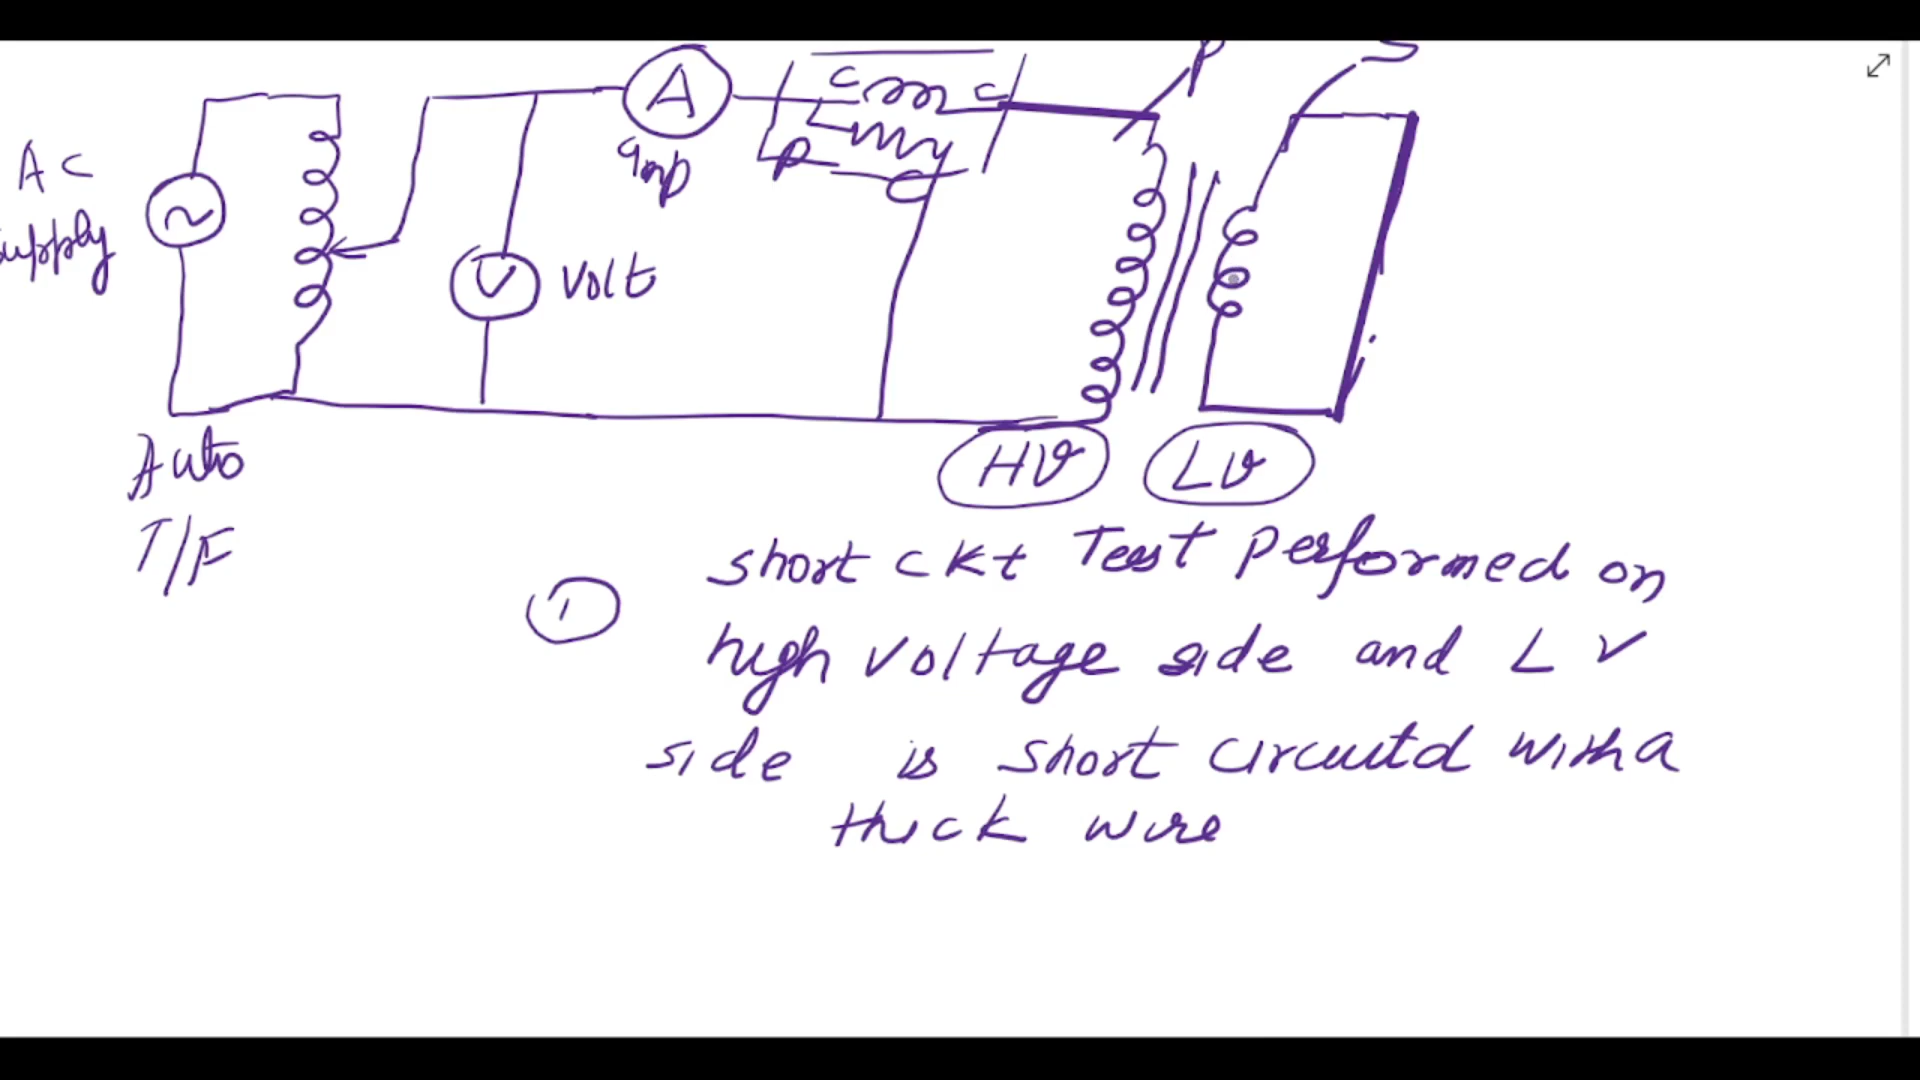 P S
A C
Supply
A
Amp
C C
P
V Volt
HV LV
Auto
T/F
① Short ckt Test Performed on
high voltage side and L V
side is short circuitd with a
thick wire